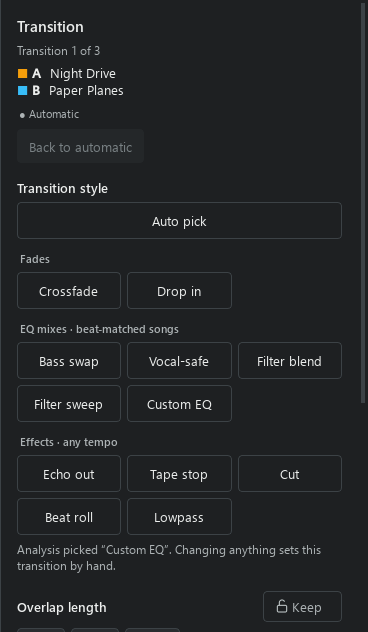 Transition
Transition 1 of 3
A Night Drive
B Paper Planes
• Automatic
Back to automatic
Transition style
Auto pick
Fades
Crossfade Drop in
EQ mixes · beat-matched songs
Bass swap Vocal-safe Filter blend
Filter sweep Custom EQ
Effects · any tempo
Echo out Tape stop Cut
Beat roll Lowpass
Analysis picked “Custom EQ”. Changing anything sets this
transition by hand.
Overlap length Keep